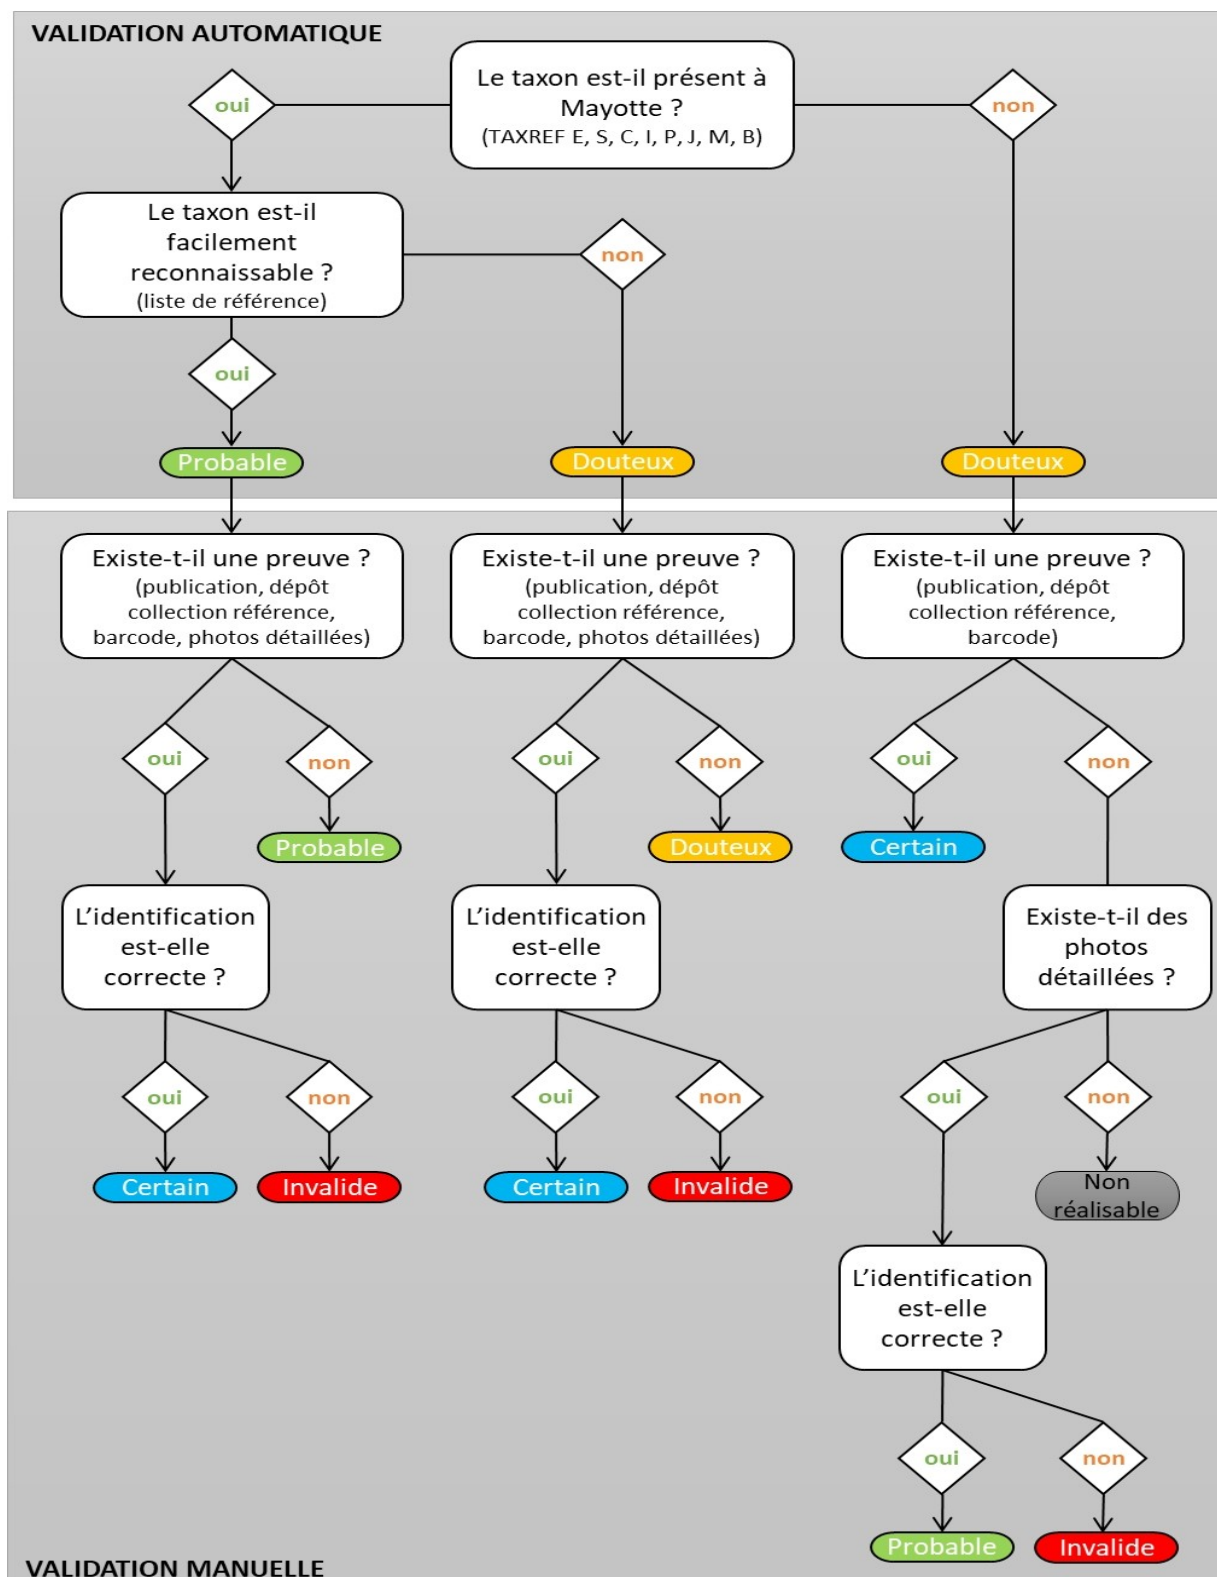 VALIDATION AUTOMATIQUE
Le taxon est-il présent à
Mayotte ?
(TAXREF E, S, C, I, P, J, M, B)
oui
non
Le taxon est-il
facilement
reconnaissable ?
(liste de référence)
non
oui
Probable
Douteux
Douteux
Existe-t-il une preuve ?
(publication, dépôt
collection référence,
barcode, photos détaillées)
Existe-t-il une preuve ?
(publication, dépôt
collection référence,
barcode, photos détaillées)
Existe-t-il une preuve ?
(publication, dépôt
collection référence,
barcode)
oui
non
oui
non
oui
non
Probable
Douteux
Certain
L’identification
est-elle
correcte ?
L’identification
est-elle
correcte ?
Existe-t-il des
photos
détaillées ?
oui
non
oui
non
oui
non
Certain
Invalide
Certain
Invalide
Non
réalisable
L’identification
est-elle
correcte ?
oui
non
Probable
Invalide
VALIDATION MANUELLE